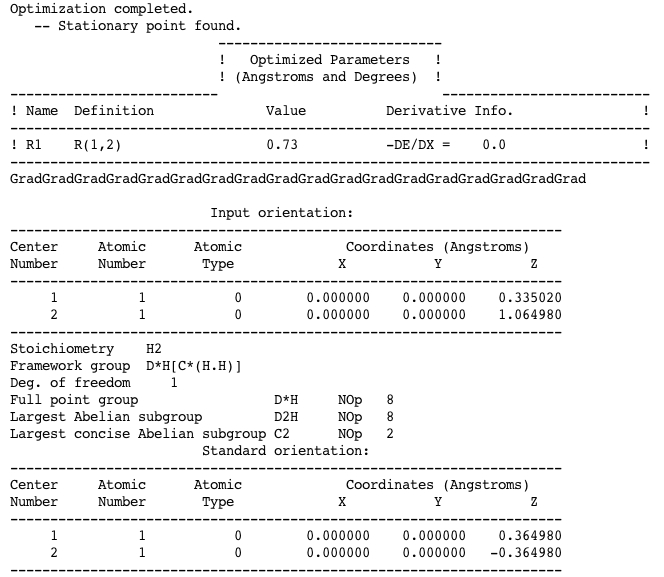 Optimization completed.
-- Stationary point found.
----------------------------
! Optimized Parameters !
! (Angstroms and Degrees) !
-------------------------- --------------------------
! Name Definition Value Derivative Info. !
--------------------------------------------------------------------------------
! R1 R(1,2) 0.73 -DE/DX = 0.0 !
--------------------------------------------------------------------------------
GradGradGradGradGradGradGradGradGradGradGradGradGradGradGradGradGradGrad
Input orientation:
---------------------------------------------------------------------
Center Atomic Atomic Coordinates (Angstroms)
Number Number Type X Y Z
---------------------------------------------------------------------
1 1 0 0.000000 0.000000 0.335020
2 1 0 0.000000 0.000000 1.064980
---------------------------------------------------------------------
Stoichiometry H2
Framework group D*H[C*(H.H)]
Deg. of freedom 1
Full point group D*H NOp 8
Largest Abelian subgroup D2H NOp 8
Largest concise Abelian subgroup C2 NOp 2
Standard orientation:
---------------------------------------------------------------------
Center Atomic Atomic Coordinates (Angstroms)
Number Number Type X Y Z
---------------------------------------------------------------------
1 1 0 0.000000 0.000000 0.364980
2 1 0 0.000000 0.000000 -0.364980
---------------------------------------------------------------------